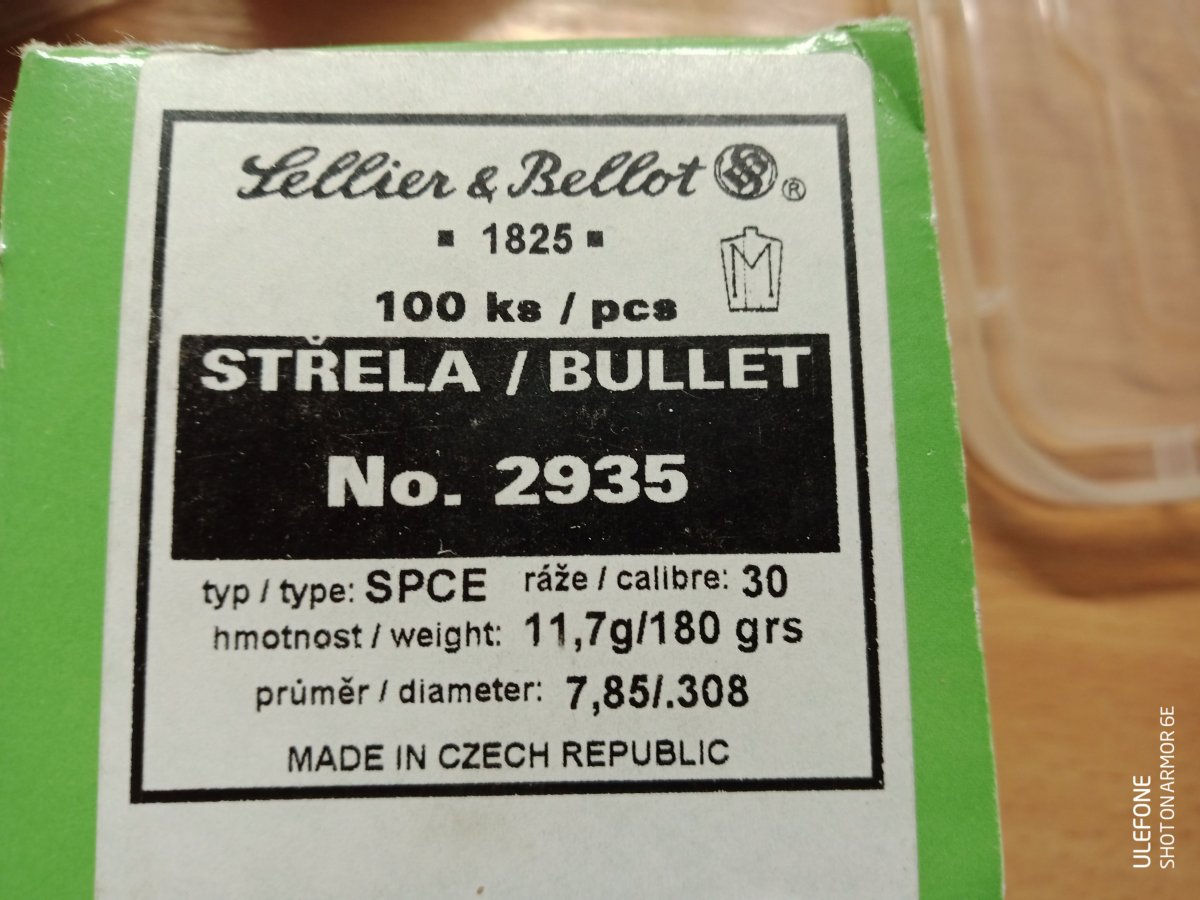 Sellier & Bellot ®
▪ 1825 ▪
100 ks / pcs
STŘELA / BULLET
No. 2935
typ / type: SPCE ráže / calibre: 30
hmotnost / weight: 11,7g/180 grs
průměr / diameter: 7,85/.308
MADE IN CZECH REPUBLIC
ULEFONE
SHOT ON ARMOR 6E